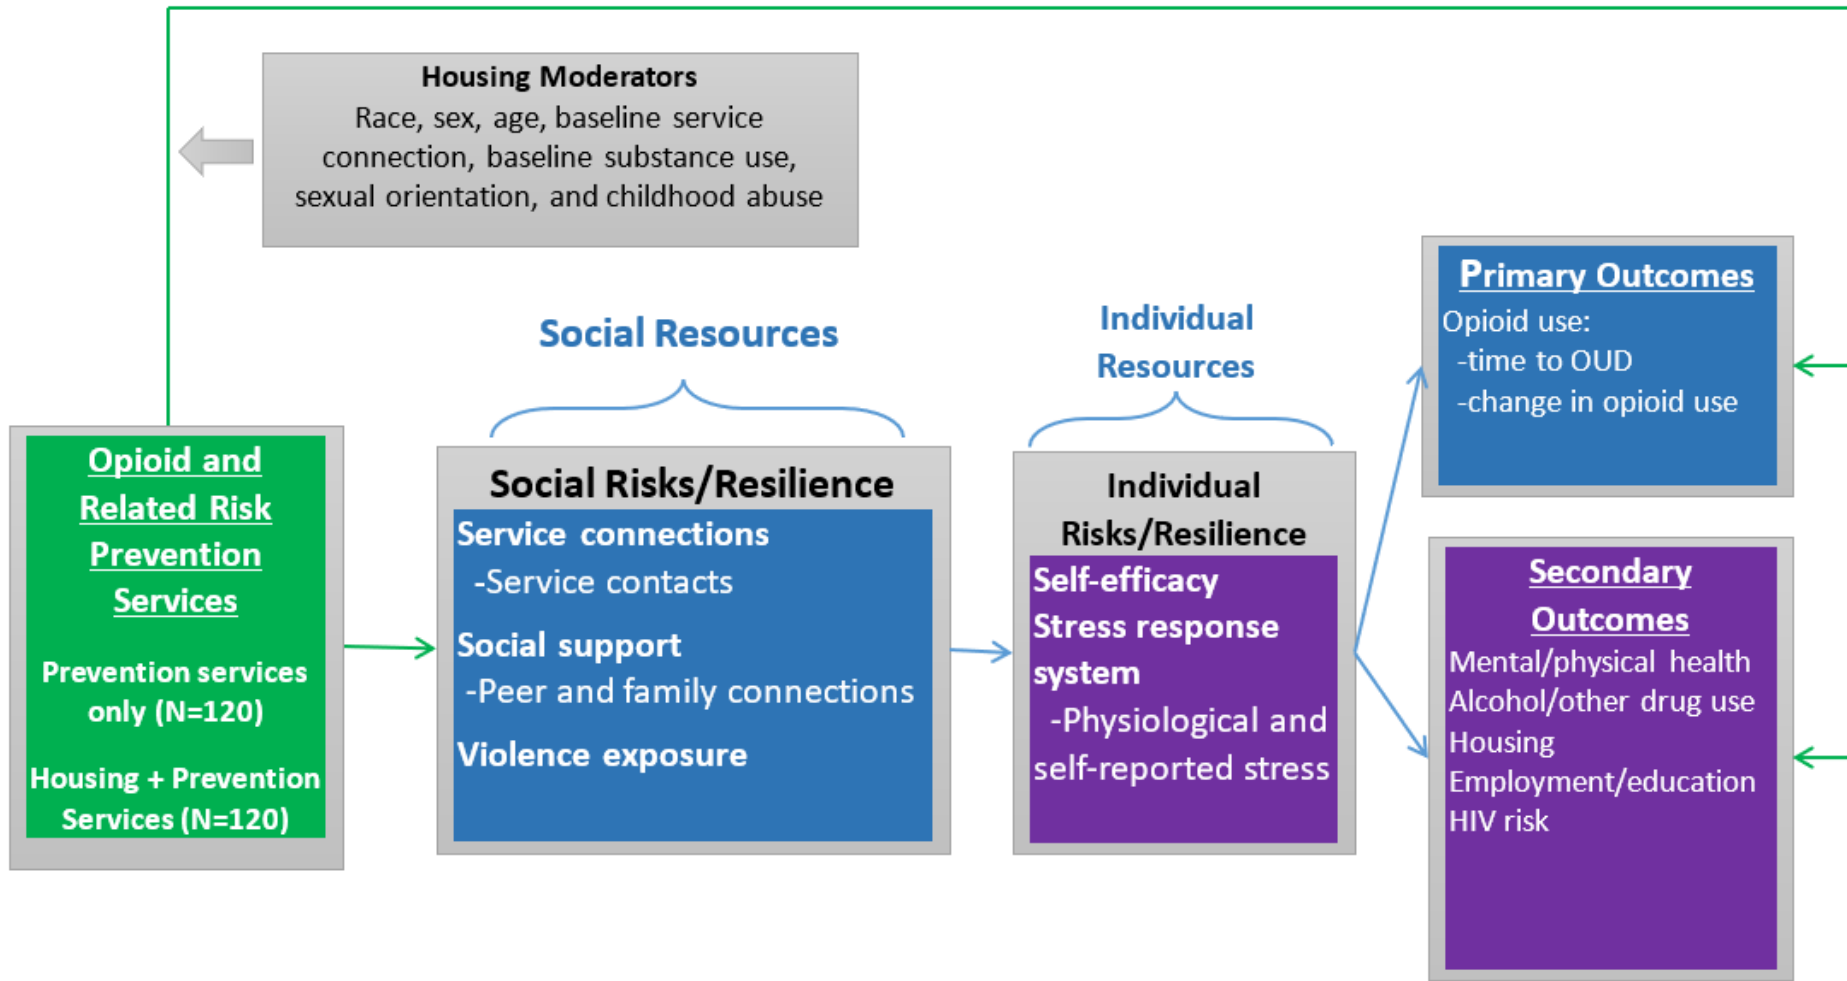 Housing Moderators
Race, sex, age, baseline service
connection, baseline substance use,
sexual orientation, and childhood abuse
Opioid and
Related Risk
Prevention
Services
Prevention services
only (N=120)
Housing + Prevention
Services (N=120)
Social Resources
Social Risks/Resilience
Service connections
-Service contacts
Social support
-Peer and family connections
Violence exposure
Individual
Resources
Individual
Risks/Resilience
Self-efficacy
Stress response
system
-Physiological and
self-reported stress
Primary Outcomes
Opioid use:
-time to OUD
-change in opioid use
Secondary
Outcomes
Mental/physical health
Alcohol/other drug use
Housing
Employment/education
HIV risk